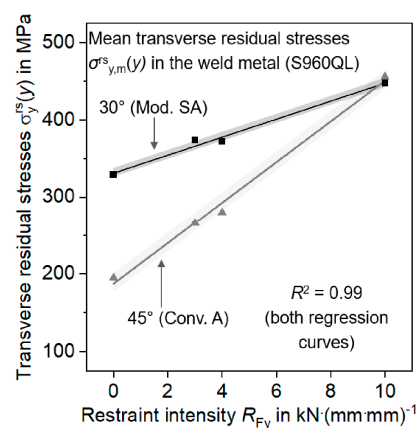 Mean transverse residual stresses
σʳˢy,m(y) in the weld metal (S960QL)
30° (Mod. SA)
45° (Conv. A)
R² = 0.99
(both regression
curves)
Transverse residual stresses σyʳˢ(y) in MPa
500
400
300
200
100
0 2 4 6 8 10
Restraint intensity RFy in kN·(mm·mm)⁻¹